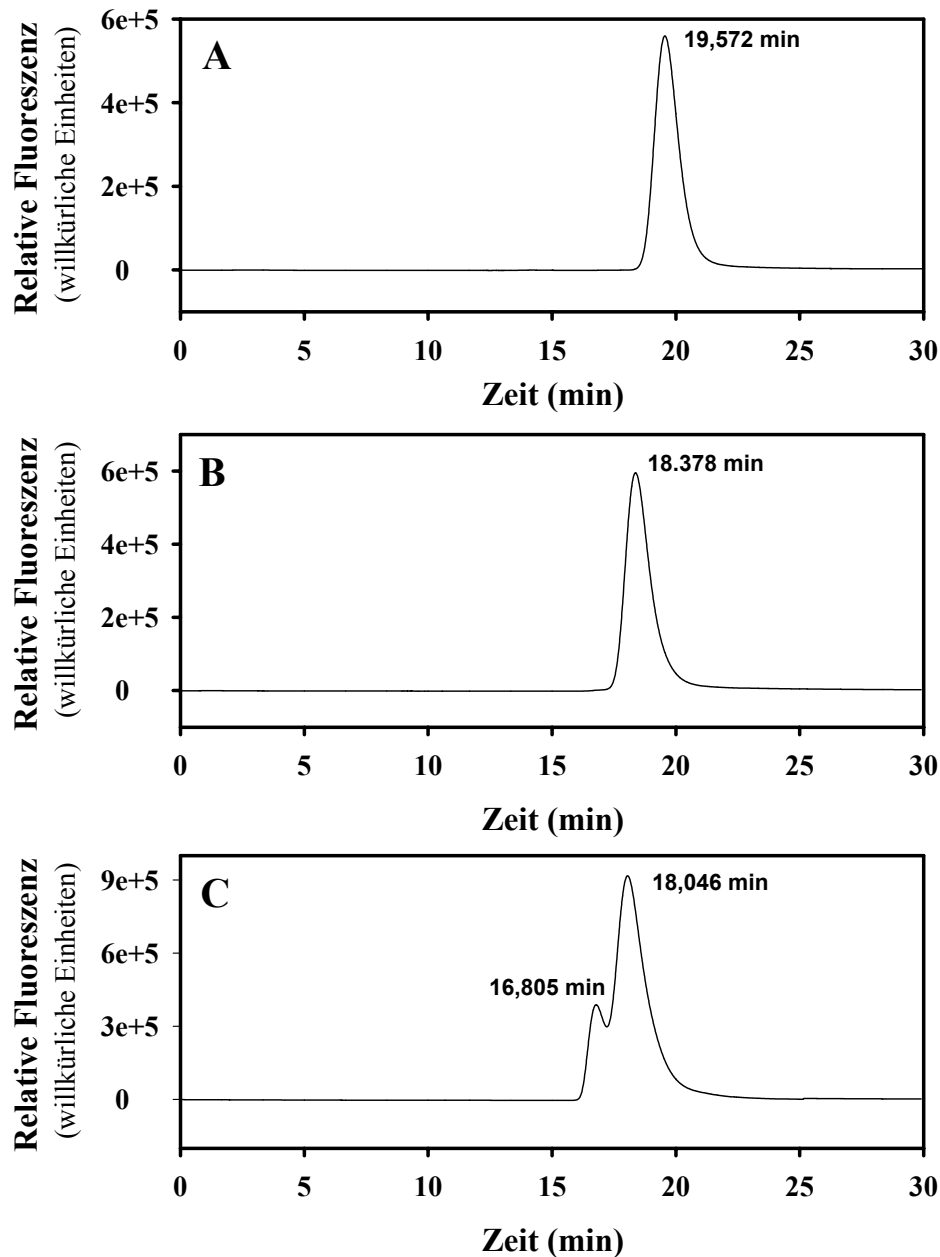 A
19,572 min
Relative Fluoreszenz
(willkürliche Einheiten)
6e+5
4e+5
2e+5
0
0 5 10 15 20 25 30
Zeit (min)
B
18.378 min
Relative Fluoreszenz
(willkürliche Einheiten)
6e+5
4e+5
2e+5
0
0 5 10 15 20 25 30
Zeit (min)
C
18,046 min
16,805 min
Relative Fluoreszenz
(willkürliche Einheiten)
9e+5
6e+5
3e+5
0
0 5 10 15 20 25 30
Zeit (min)